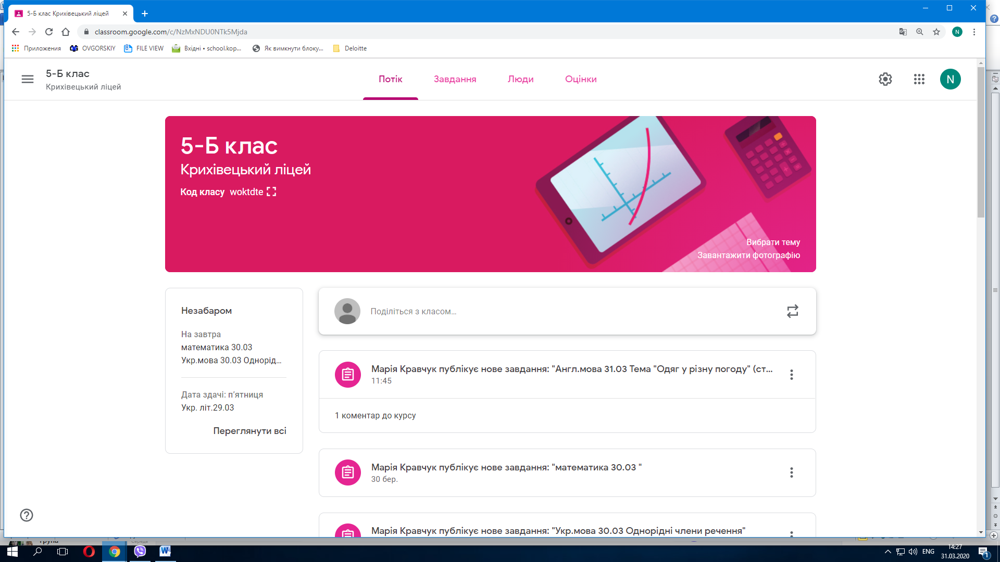 5-Б клас Крихівецький ліцей
classroom.google.com/c/NzMxNDU0NTk5Mjda
N
Приложения
OVGORSKIY
FILE VIEW
Вхідні • school.kop...
Як вимкнути блоку...
Deloitte
5-Б клас
Крихівецький ліцей
Потік
Завдання
Люди
Оцінки
N
5-Б клас
Крихівецький ліцей
Код класу woktdte
Вибрати тему
Завантажити фотографію
Незабаром
На завтра
математика 30.03
Укр.мова 30.03 Однорід...
Дата здачі: п’ятниця
Укр. літ.29.03
Переглянути всі
Поділіться з класом…
Марія Кравчук публікує нове завдання: "Англ.мова 31.03 Тема "Одяг у різну погоду" (ст...
11:45
1 коментар до курсу
Марія Кравчук публікує нове завдання: "математика 30.03 "
30 бер.
Марія Кравчук публікує нове завдання: "Укр.мова 30.03 Однорідні члени речення"
ENG
14:27
31.03.2020
1